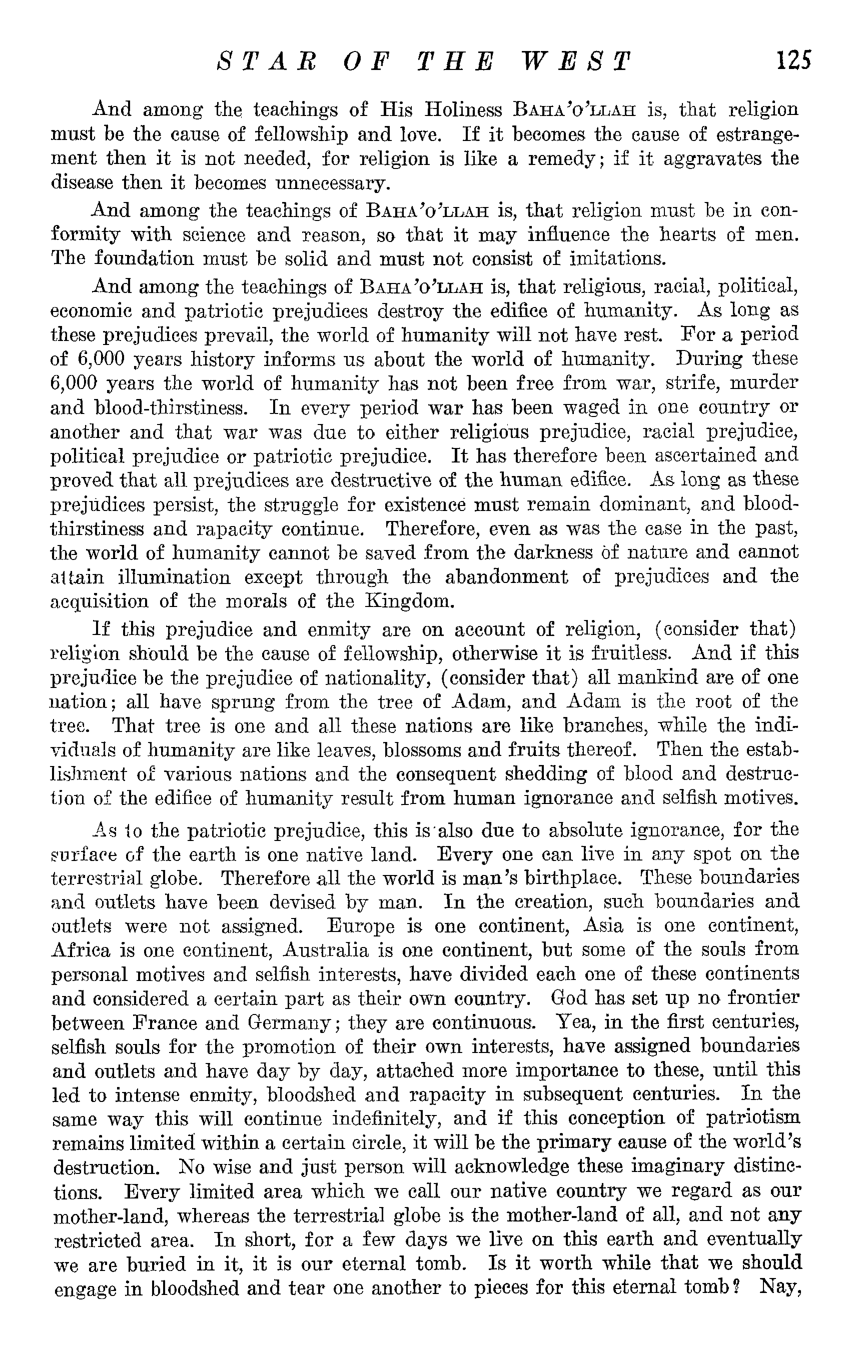 STAR OF THE WEST 125
And among the teachings of His Holiness BAHA'O'LLAH is, that religion
must be the cause of fellowship and love. If it becomes the cause of estrange-
ment then it is not needed, for religion is like a remedy; if it aggravates the
disease then it becomes unnecessary.
And among the teachings of BAHA'O'LLAH is, that religion must be in con-
formity with science and reason, so that it may influence the hearts of men.
The foundation must be solid and must not consist of imitations.
And among the teachings of BAHA'O'LLAH is, that religious, racial, political,
economic and patriotic prejudices destroy the edifice of humanity. As long as
these prejudices prevail, the world of humanity will not have rest. For a period
of 6,000 years history informs us about the world of humanity. During these
6,000 years the world of humanity has not been free from war, strife, murder
and blood-thirstiness. In every period war has been waged in one country or
another and that war was due to either religious prejudice, racial prejudice,
political prejudice or patriotic prejudice. It has therefore been ascertained and
proved that all prejudices are destructive of the human edifice. As long as these
prejudices persist, the struggle for existence must remain dominant, and blood-
thirstiness and rapacity continue. Therefore, even as was the case in the past,
the world of humanity cannot be saved from the darkness of nature and cannot
attain illumination except through the abandonment of prejudices and the
acquisition of the morals of the Kingdom.
If this prejudice and enmity are on account of religion, (consider that)
religion should be the cause of fellowship, otherwise it is fruitless. And if this
prejudice be the prejudice of nationality, (consider that) all mankind are of one
nation; all have sprung from the tree of Adam, and Adam is the root of the
tree. That tree is one and all these nations are like branches, while the indi-
viduals of humanity are like leaves, blossoms and fruits thereof. Then the estab-
lishment of various nations and the consequent shedding of blood and destruc-
tion of the edifice of humanity result from human ignorance and selfish motives.
As to the patriotic prejudice, this is also due to absolute ignorance, for the
surface of the earth is one native land. Every one can live in any spot on the
terrestrial globe. Therefore all the world is man's birthplace. These boundaries
and outlets have been devised by man. In the creation, such boundaries and
outlets were not assigned. Europe is one continent, Asia is one continent,
Africa is one continent, Australia is one continent, but some of the souls from
personal motives and selfish interests, have divided each one of these continents
and considered a certain part as their own country. God has set up no frontier
between France and Germany; they are continuous. Yea, in the first centuries,
selfish souls for the promotion of their own interests, have assigned boundaries
and outlets and have day by day, attached more importance to these, until this
led to intense enmity, bloodshed and rapacity in subsequent centuries. In the
same way this will continue indefinitely, and if this conception of patriotism
remains limited within a certain circle, it will be the primary cause of the world's
destruction. No wise and just person will acknowledge these imaginary distinc-
tions. Every limited area which we call our native country we regard as our
mother-land, whereas the terrestrial globe is the mother-land of all, and not any
restricted area. In short, for a few days we live on this earth and eventually
we are buried in it, it is our eternal tomb. Is it worth while that we should
engage in bloodshed and tear one another to pieces for this eternal tomb? Nay,